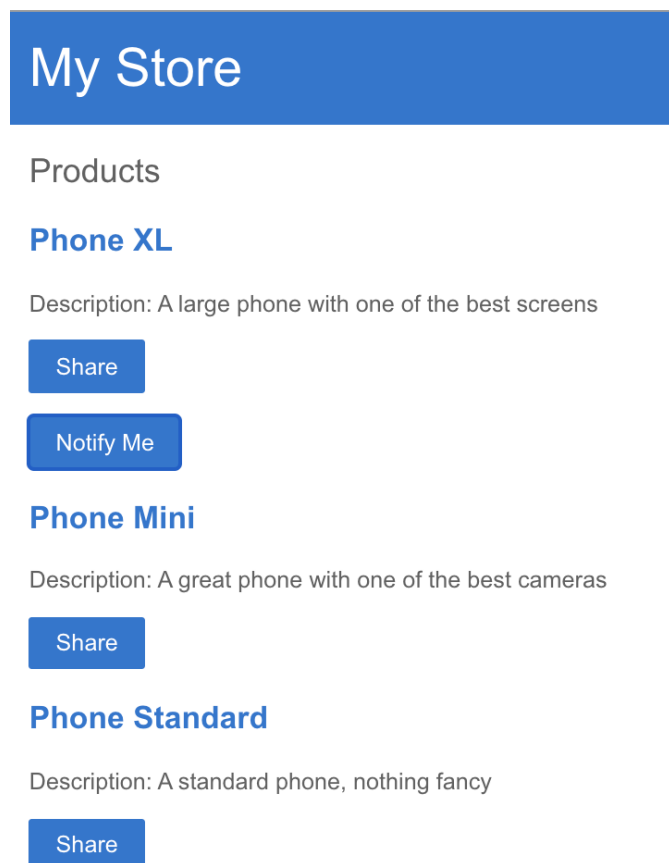 My Store
Products
Phone XL
Description: A large phone with one of the best screens
Share
Notify Me
Phone Mini
Description: A great phone with one of the best cameras
Share
Phone Standard
Description: A standard phone, nothing fancy
Share